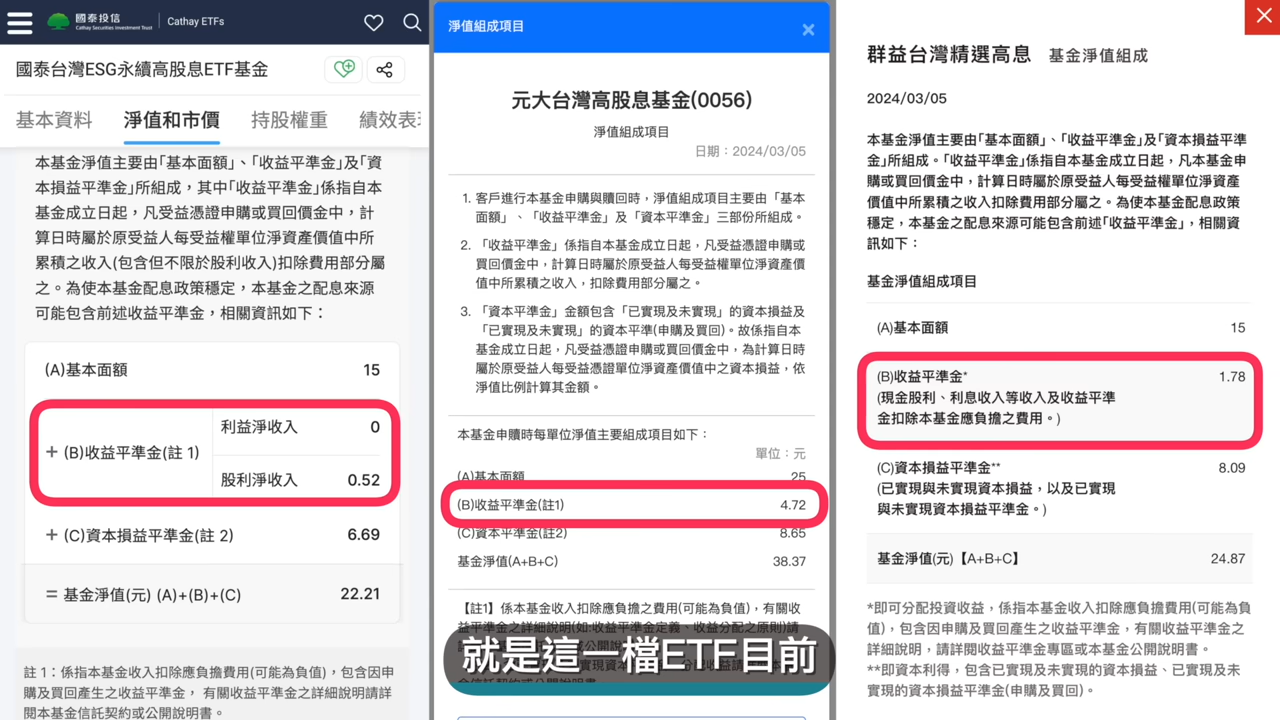 國泰投信
Cathay Securities Investment Trust
Cathay ETFs
國泰台灣ESG永續高股息ETF基金
基本資料
淨值和市價
持股權重
績效表現
本基金淨值主要由「基本面額」、「收益平準金」及「資
本損益平準金」所組成，其中「收益平準金」係指自本
基金成立日起，凡受益憑證申購或買回價金中，計
算日時屬於原受益人每受益權單位淨資產價值中所
累積之收入(包含但不限於股利收入)扣除費用部分屬
之。為使本基金配息政策穩定，本基金之配息來源
可能包含前述收益平準金，相關資訊如下：
(A)基本面額 15
+ (B)收益平準金(註 1)
利益淨收入 0
股利淨收入 0.52
+ (C)資本損益平準金(註 2) 6.69
= 基金淨值(元) (A)+(B)+(C) 22.21
註 1：係指本基金收入扣除應負擔費用(可能為負值)，包含因申
購及買回產生之收益平準金， 有關收益平準金之詳細說明請詳
閱本基金信託契約或公開說明書。
淨值組成項目
×
元大台灣高股息基金(0056)
淨值組成項目
日期：2024/03/05
1. 客戶進行本基金申購與贖回時，淨值組成項目主要由「基本
面額」、「收益平準金」及「資本平準金」三部份所組成。
2. 「收益平準金」係指自本基金成立日起，凡受益憑證申購或
買回價金中，計算日時屬於原受益人每受益權單位淨資產價
值中所累積之收入，扣除費用部分屬之。
3. 「資本平準金」金額包含「已實現及未實現」的資本損益及
「已實現及未實現」的資本平準(申購及買回)。故係指自本
基金成立日起，凡受益憑證申購或買回價金中，為計算日時
屬於原受益人每受益憑證單位淨資產價值中之資本損益，依
淨值比例計算其金額。
本基金申贖時每單位淨值主要組成項目如下：
單位：元
(A)基本面額 25
(B)收益平準金(註1) 4.72
(C)資本平準金(註2) 8.65
基金淨值(A+B+C) 38.37
【註1】係本基金收入扣除應負擔之費用(可能為負值)，有關收
益平準金之詳細說明(如:收益平準金定義、收益分配之原則)請
就是這一檔ETF目前
群益台灣精選高息 基金淨值組成
2024/03/05
本基金淨值主要由「基本面額」、「收益平準金」及「資本損益平準
金」所組成。「收益平準金」係指自本基金成立日起，凡本基金申
購或買回價金中，計算日時屬於原受益人每受益權單位淨資產
價值中所累積之收入扣除費用部分屬之。為使本基金配息政策
穩定，本基金之配息來源可能包含前述「收益平準金」，相關資
訊如下：
基金淨值組成項目
(A)基本面額 15
(B)收益平準金* 1.78
(現金股利、利息收入等收入及收益平準
金扣除本基金應負擔之費用。)
(C)資本損益平準金** 8.09
(已實現與未實現資本損益，以及已實現
與未實現資本損益平準金。)
基金淨值(元)【A+B+C】 24.87
*即可分配投資收益，係指本基金收入扣除應負擔費用(可能為負
值)，包含因申購及買回產生之收益平準金，有關收益平準金之
詳細說明，請詳閱收益平準金專區或本基金公開說明書。
**即資本利得，包含已實現及未實現的資本損益、已實現及未
實現的資本損益平準金(申購及買回)。